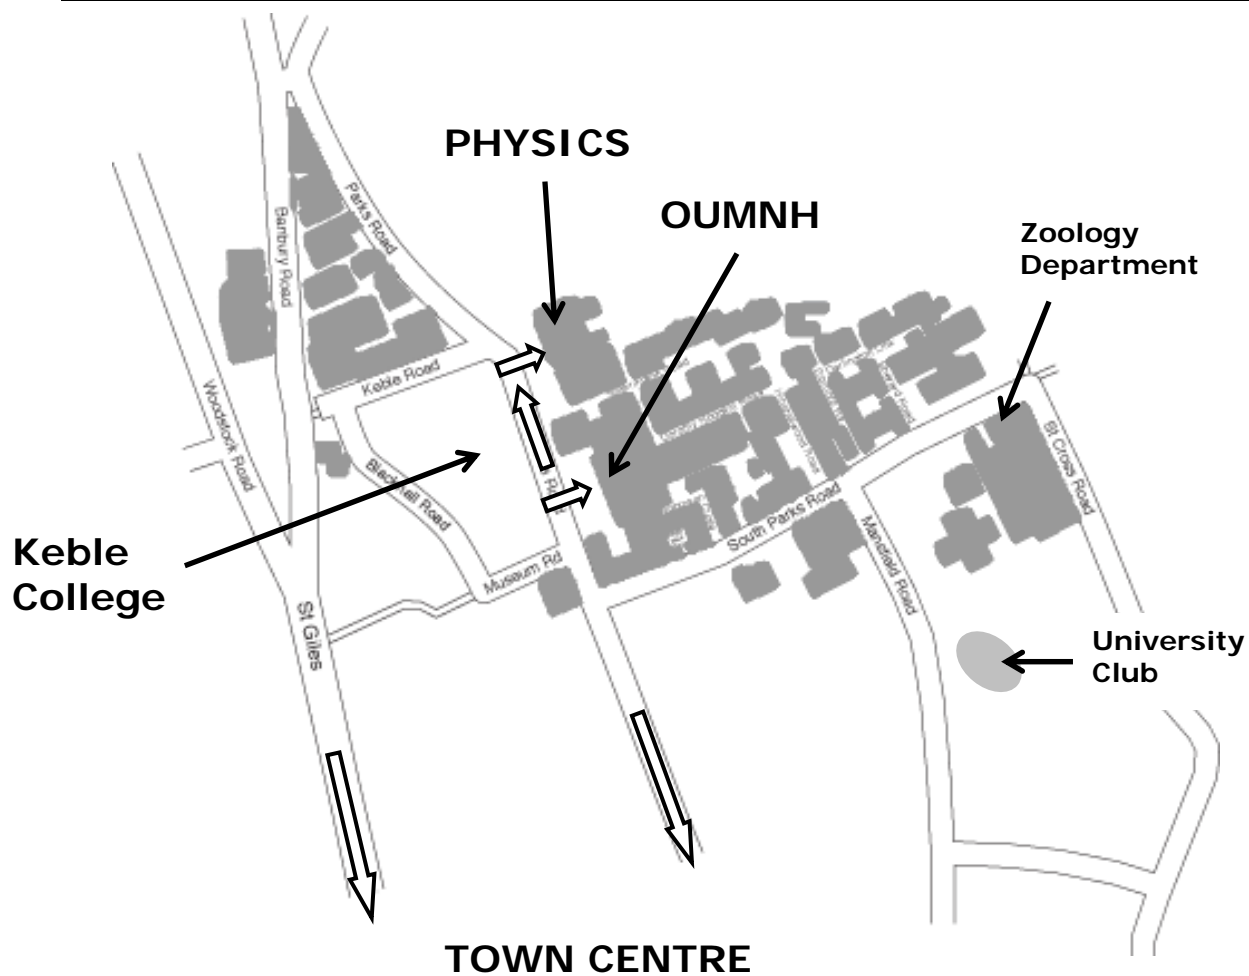 PHYSICS
OUMNH
Zoology
Department
Parks Road
Banbury Road
Keble Road
Woodstock Road
Blackhall Road
St Cross Road
South Parks Road
Mansfield Road
Museum Rd
Keble
College
St Giles
University
Club
TOWN CENTRE